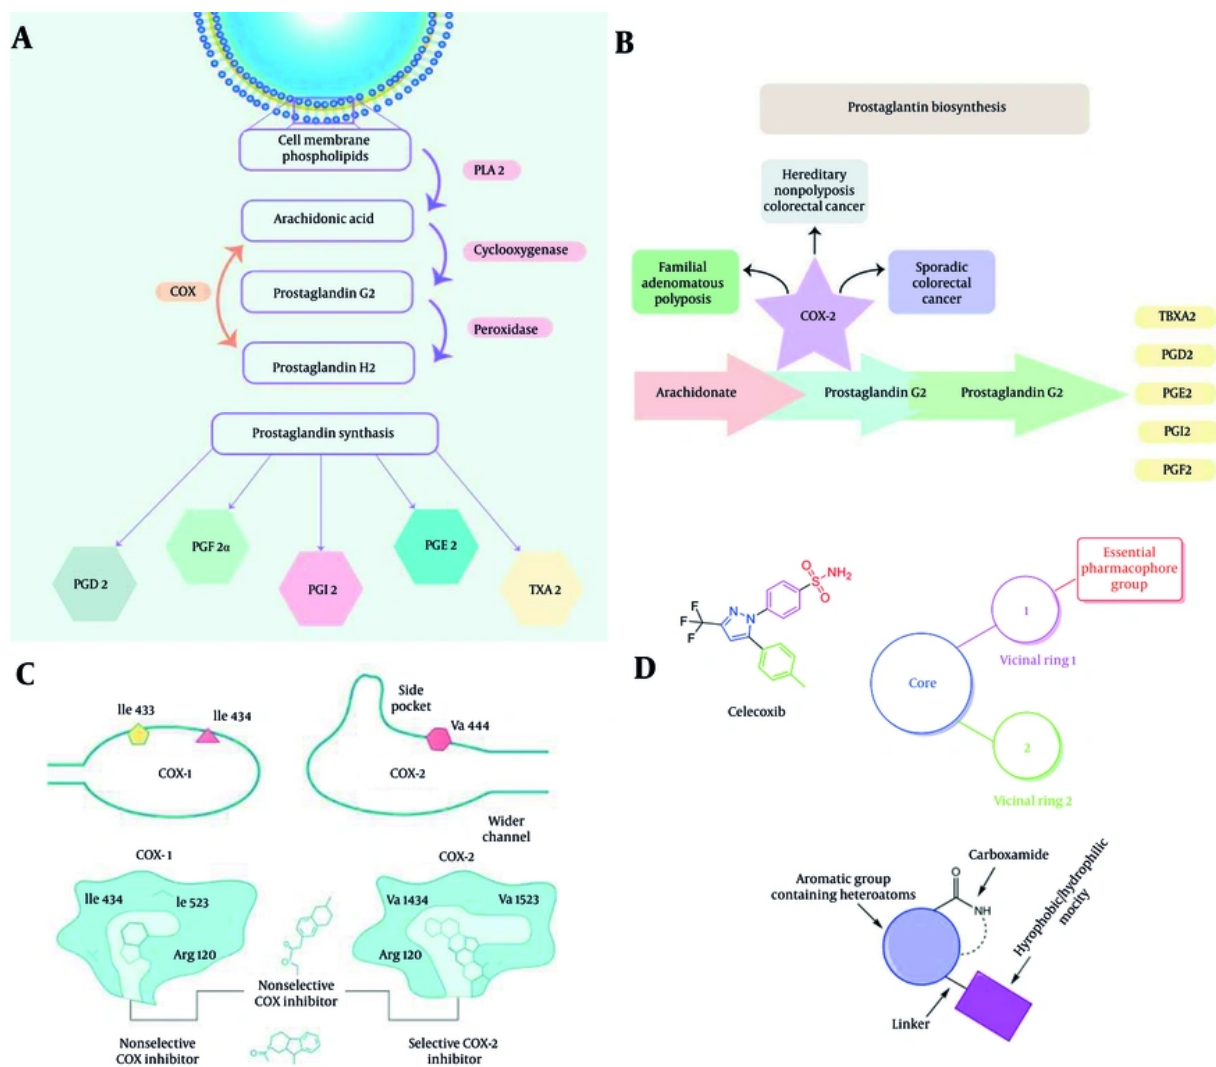 A
Cell membrane
phospholipids
PLA 2
Arachidonic acid
Cyclooxygenase
COX
Prostaglandin G2
Peroxidase
Prostaglandin H2
Prostaglandin synthasis
PGD 2
PGF 2α
PGI 2
PGE 2
TXA 2
B
Prostaglantin biosynthesis
Hereditary
nonpolyposis
colorectal cancer
Familial
adenomatous
polyposis
Sporadic
colorectal
cancer
COX-2
Arachidonate
Prostaglandin G2
Prostaglandin G2
TBXA2
PGD2
PGE2
PGI2
PGF2
C
Ile 433
Ile 434
COX-1
Side
pocket
Va 444
COX-2
Wider
channel
COX-1
Ile 434
Ie 523
Arg 120
COX-2
Va 1434
Va 1523
Arg 120
Nonselective
COX inhibitor
O
O
Nonselective
COX inhibitor
Selective COX-2
inhibitor
D
O
S
NH2
O
F
F
F
N
N
Celecoxib
Essential
pharmacophore
group
1
Vicinal ring 1
Core
2
Vicinal ring 2
Carboxamide
O
NH
Aromatic group
containing heteroatoms
Hyrophobic/hydrophilic
mocity
Linker